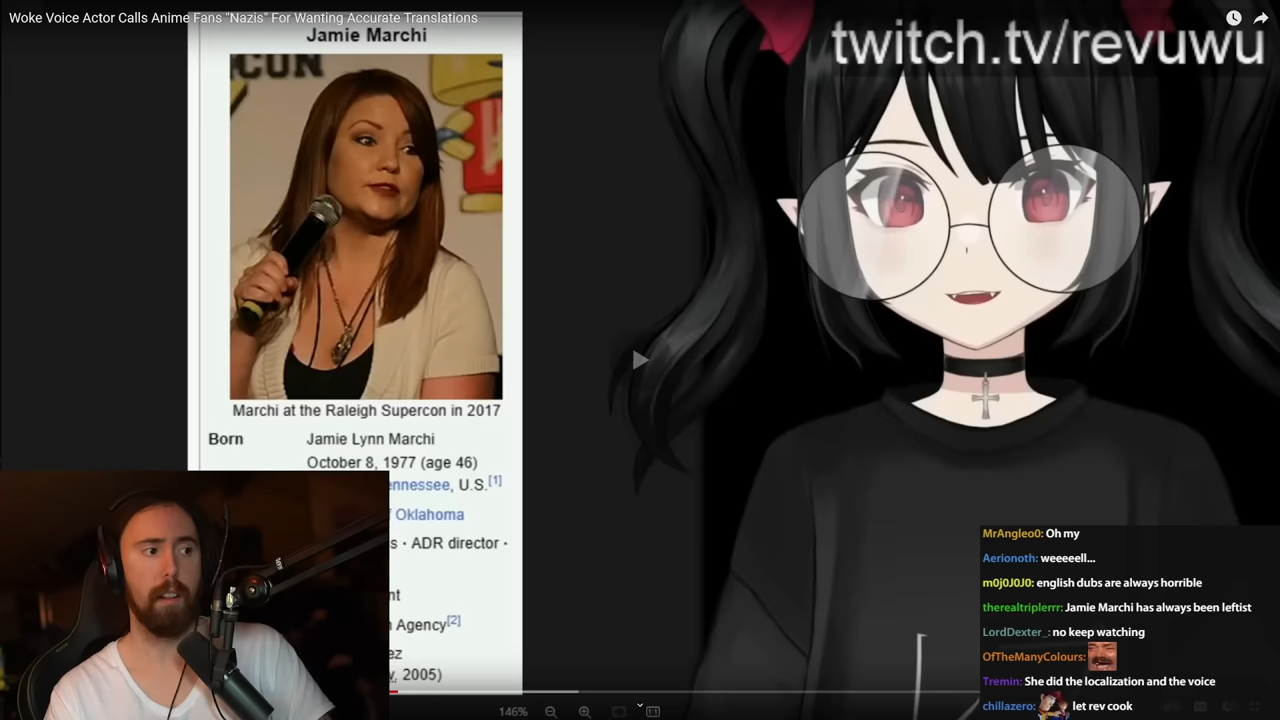 Woke Voice Actor Calls Anime Fans "Nazis" For Wanting Accurate Translations
twitch.tv/revuwu
Jamie Marchi
CON
Marchi at the Raleigh Supercon in 2017
Born Jamie Lynn Marchi
October 8, 1977 (age 46)
ennessee, U.S.[1]
Oklahoma
s · ADR director ·
nt
Agency[2]
ez
, 2005)
MrAngleo0: Oh my
Aerionoth: weeeeell...
m0j0J0J0: english dubs are always horrible
therealtriplerrr: Jamie Marchi has always been leftist
LordDexter_: no keep watching
OfTheManyColours:
Tremin: She did the localization and the voice
chillazero: let rev cook
146%